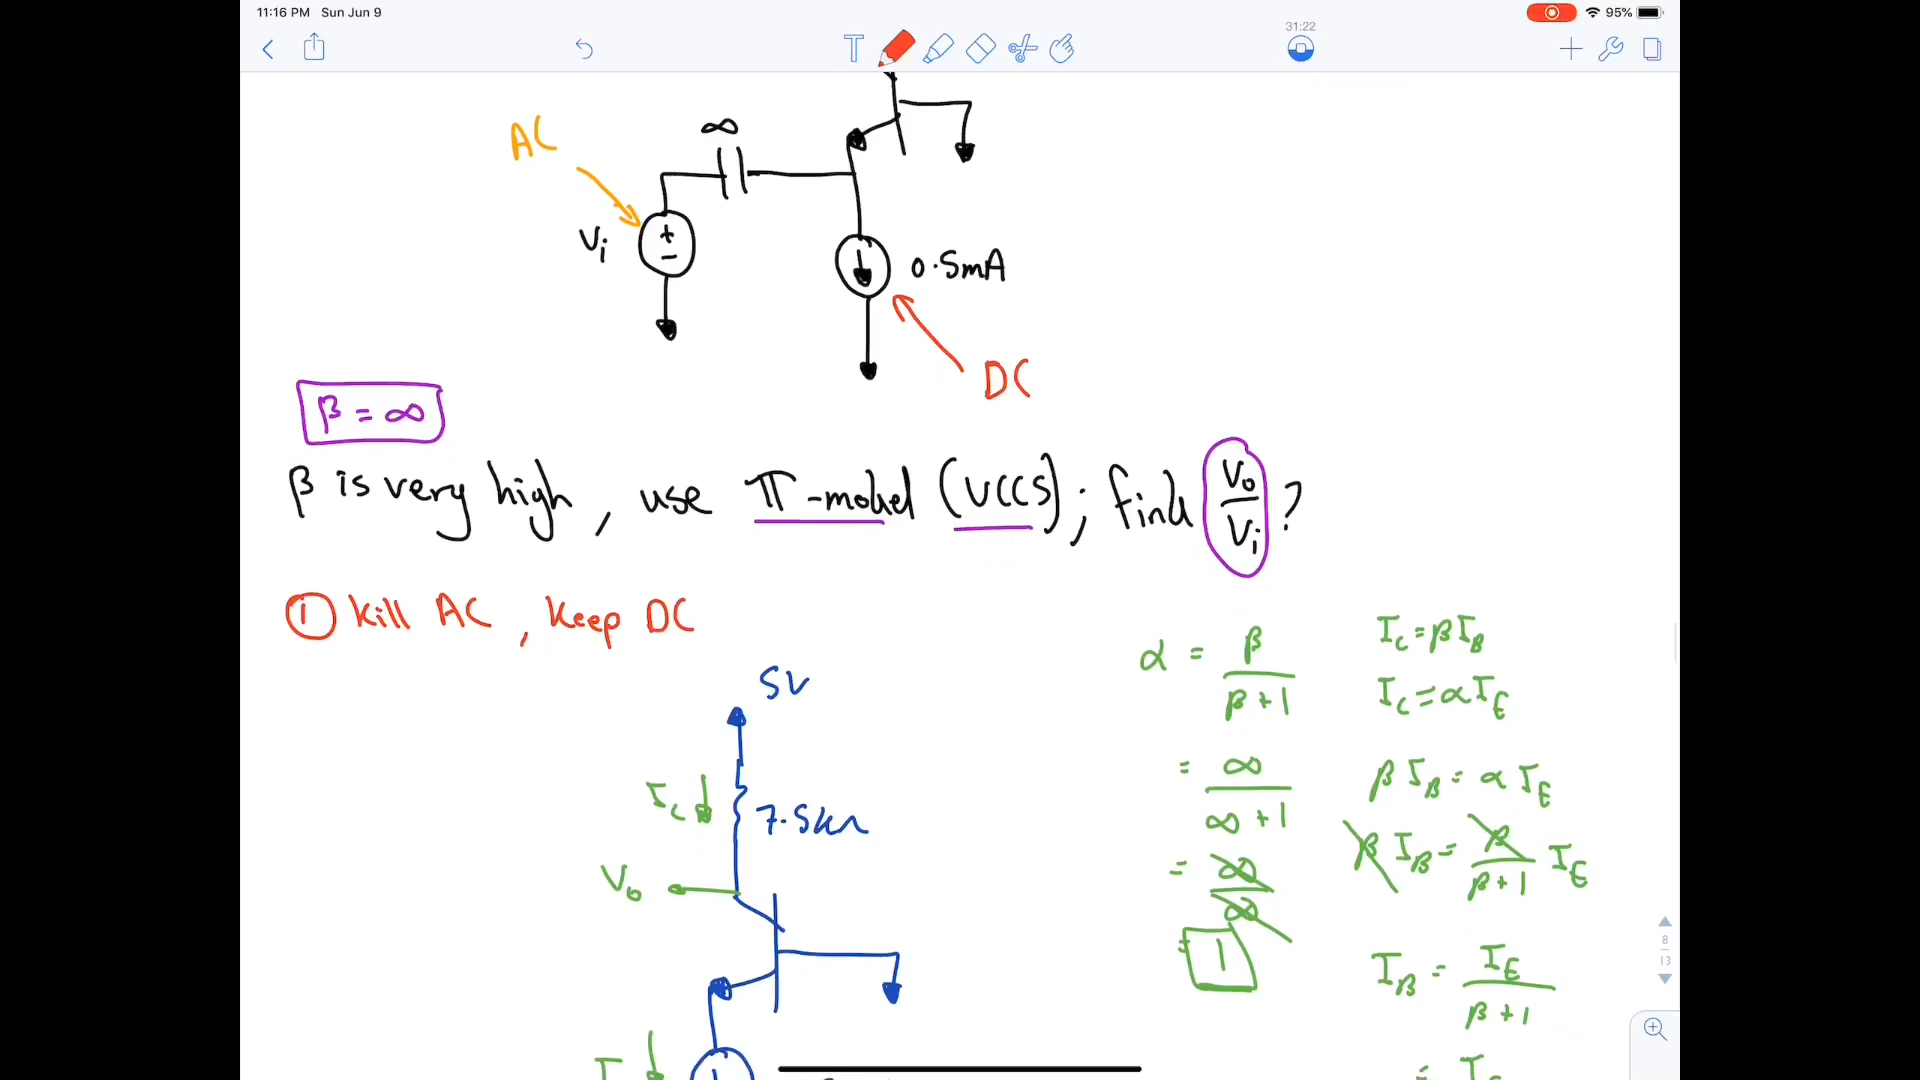 11:16 PM Sun Jun 9
95%
31:22
T
AC
∞
Vi
+
-
0.5mA
DC
β = ∞
β is very high, use π-model (VCCS); find Vo/Vi ?
① Kill AC, Keep DC
5V
Ic
7.5kΩ
Vo
α = β/(β+1)
= ∞/(∞+1)
= ∞/∞
= 1
IC = βIB
IC = αIE
βIB = αIE
βIB = β/(β+1) IE
IB = IE/(β+1)
8
13